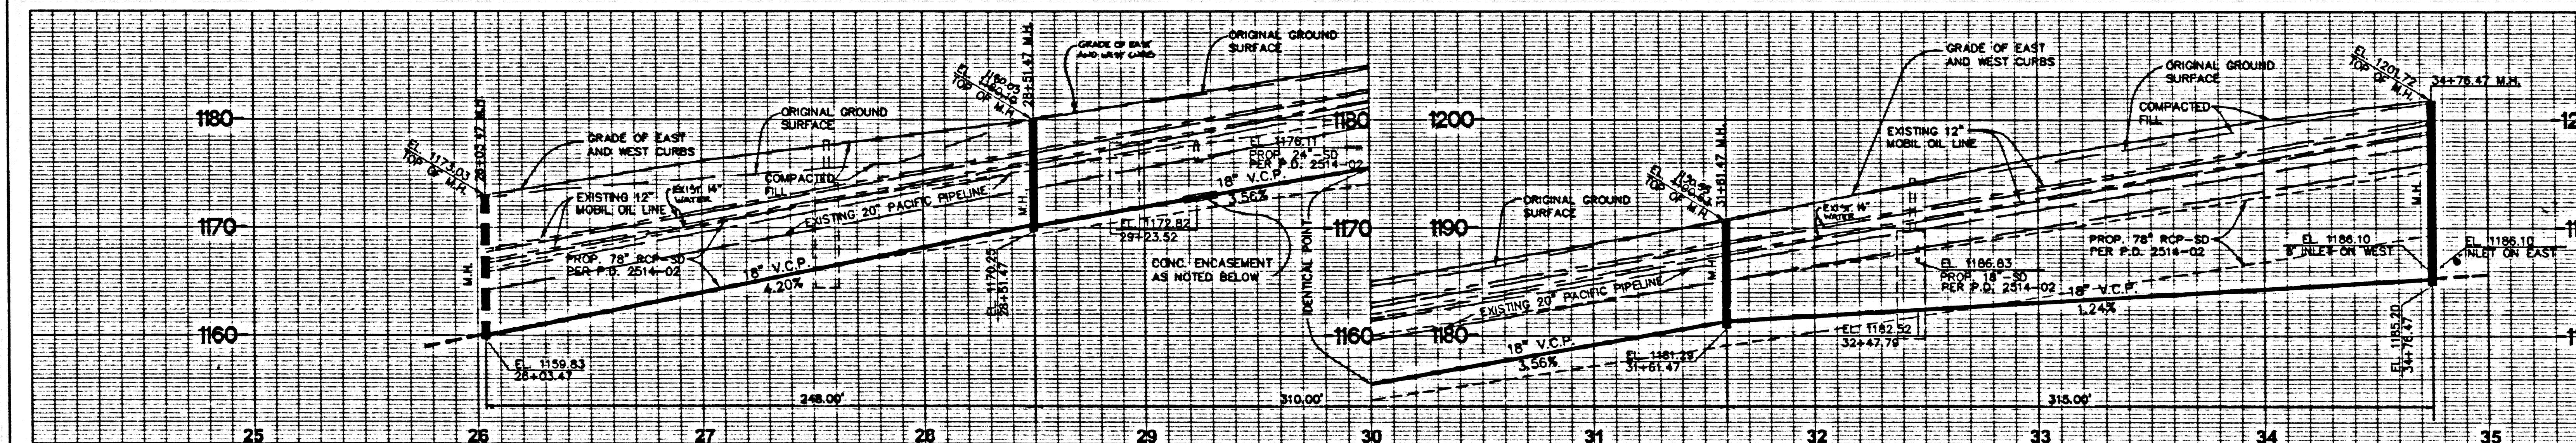 GRADE OF EAST
AND WEST CURBS
ORIGINAL GROUND
SURFACE
28+51.47 M.H.
TOP OF M.H.
1180
ORIGINAL GROUND
SURFACE
GRADE OF EAST
AND WEST CURBS
26+03.47 M.H.
EL. 1173.03
TOP OF M.H.
COMPACTED
FILL
EXISTING 12"
MOBIL OIL LINE
EXIST. 14"
WATER
EXISTING 20" PACIFIC PIPELINE
1170
PROP. 78" RCP-SD
PER P.D. 2514-02
M.H.
18" V.C.P.
4.20%
M.H.
1160
EL. 1159.83
26+03.47
EL. 1170.25
28+51.47
1180
EL. 1176.11
PROP. 24"-SD
PER P.D. 2514-02
18" V.C.P.
3.56%
EL. 1172.82
29+23.52
CONC. ENCASEMENT
AS NOTED BELOW
1170
IDENTICAL POINT
1160
248.00'
310.00'
1200
GRADE OF EAST
AND WEST CURBS
ORIGINAL GROUND
SURFACE
EL. 1201.72
TOP OF M.H.
34+76.47 M.H.
COMPACTED
FILL
EXISTING 12"
MOBIL OIL LINE
31+61.47 M.H.
TOP OF M.H.
ORIGINAL GROUND
SURFACE
EXIST. 14"
WATER
1190
M.H.
EXISTING 20" PACIFIC PIPELINE
PROP. 78" RCP-SD
PER P.D. 2514-02
M.H.
EL. 1186.10
8" INLET ON WEST
EL. 1186.10
INLET ON EAST
EL. 1186.83
PROP. 18"-SD
PER P.D. 2514-02
18" V.C.P.
1.24%
1180
18" V.C.P.
3.56%
EL. 1181.29
31+61.47
EL. 1182.52
32+47.79
EL. 1185.20
34+76.47
315.00'
25
26
27
28
29
30
31
32
33
34
35